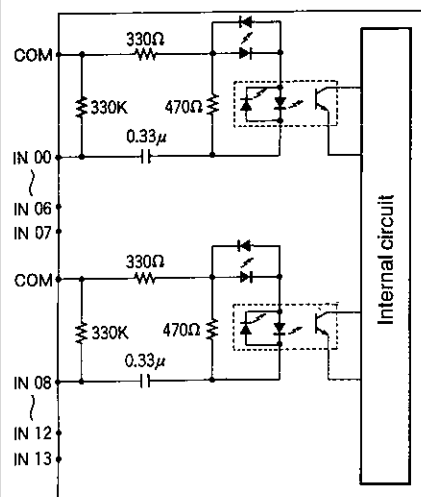 330Ω
COM
330K
470Ω
0.33μ
IN 00
IN 06
IN 07
330Ω
COM
330K
470Ω
0.33μ
IN 08
IN 12
IN 13
Internal circuit